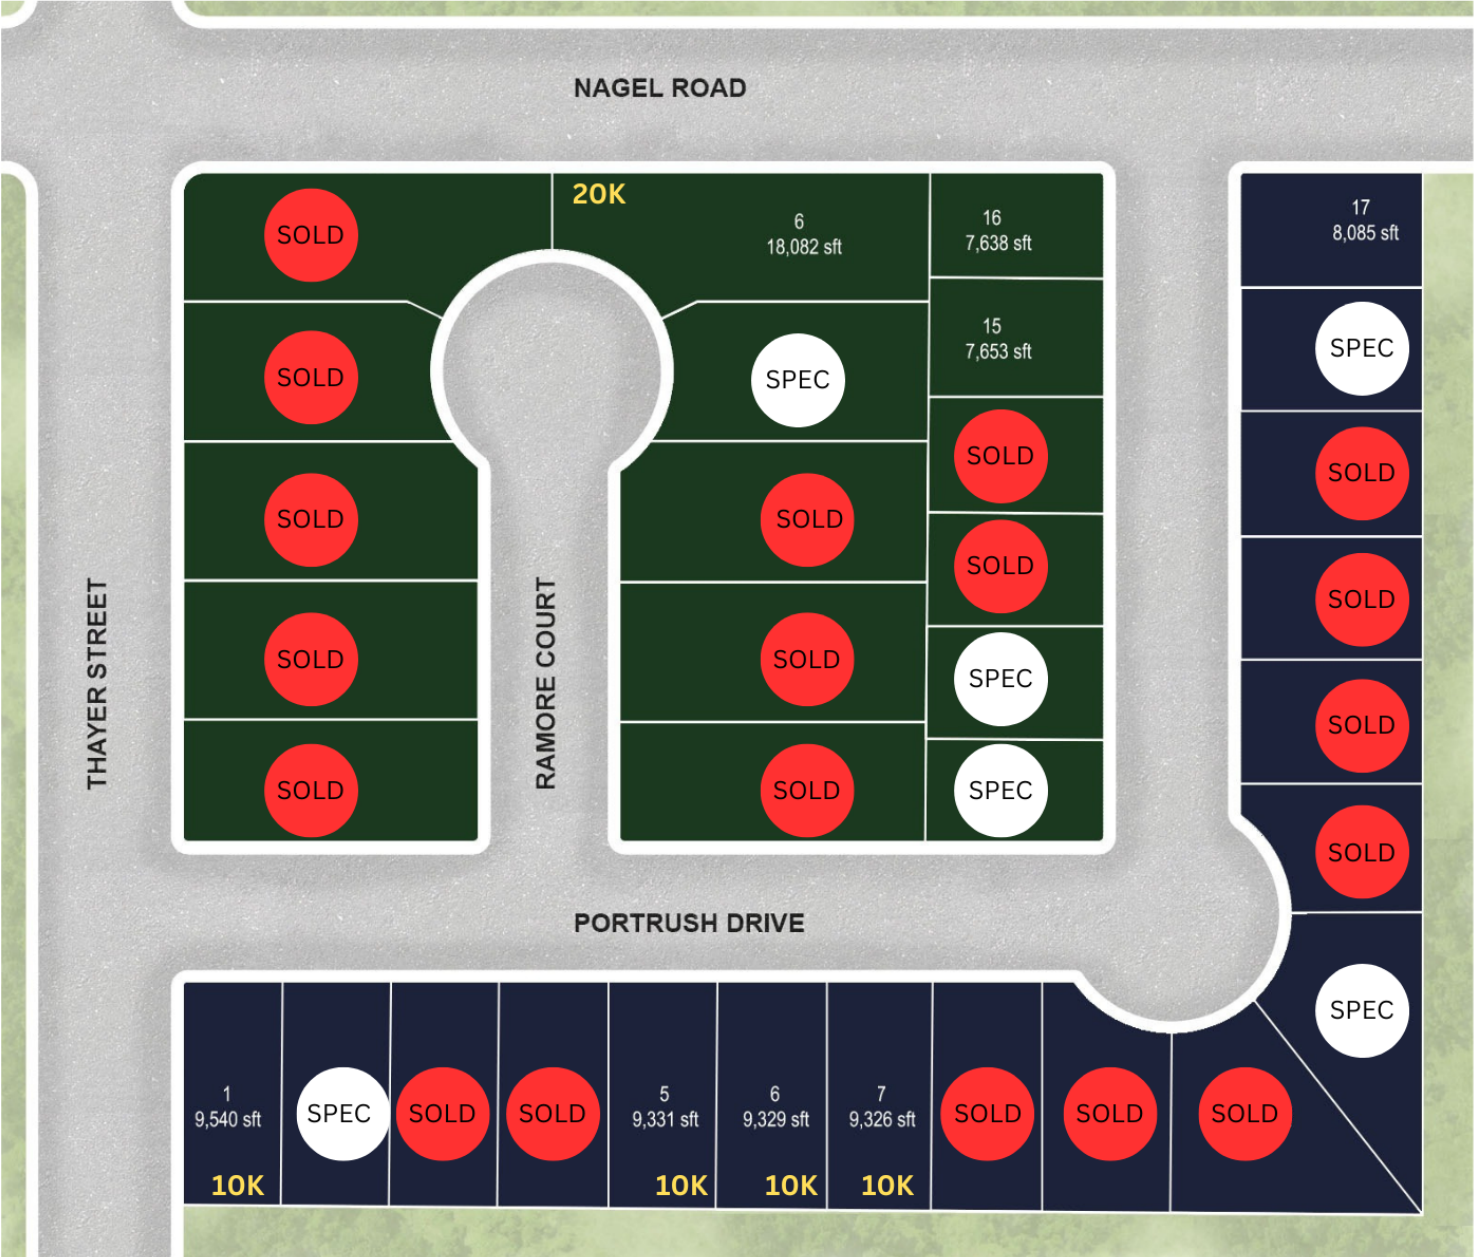 NAGEL ROAD
20K
SOLD
6
18,082 sft
16
7,638 sft
17
8,085 sft
15
7,653 sft
SPEC
SOLD
SPEC
SOLD
SOLD
SOLD
SOLD
SOLD
SOLD
SOLD
SOLD
SOLD
SPEC
SOLD
SOLD
SOLD
SPEC
SOLD
THAYER STREET
RAMORE COURT
PORTRUSH DRIVE
SPEC
1
9,540 sft
SPEC
SOLD
SOLD
5
9,331 sft
6
9,329 sft
7
9,326 sft
SOLD
SOLD
SOLD
10K
10K
10K
10K